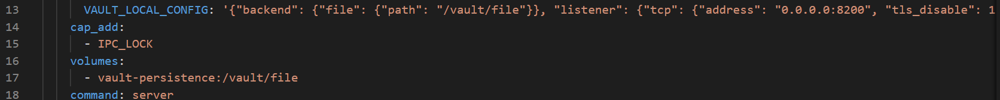 13 VAULT_LOCAL_CONFIG: '{"backend": {"file": {"path": "/vault/file"}}, "listener": {"tcp": {"address": "0.0.0.0:8200", "tls_disable": 1
14 cap_add:
15 - IPC_LOCK
16 volumes:
17 - vault-persistence:/vault/file
18 command: server